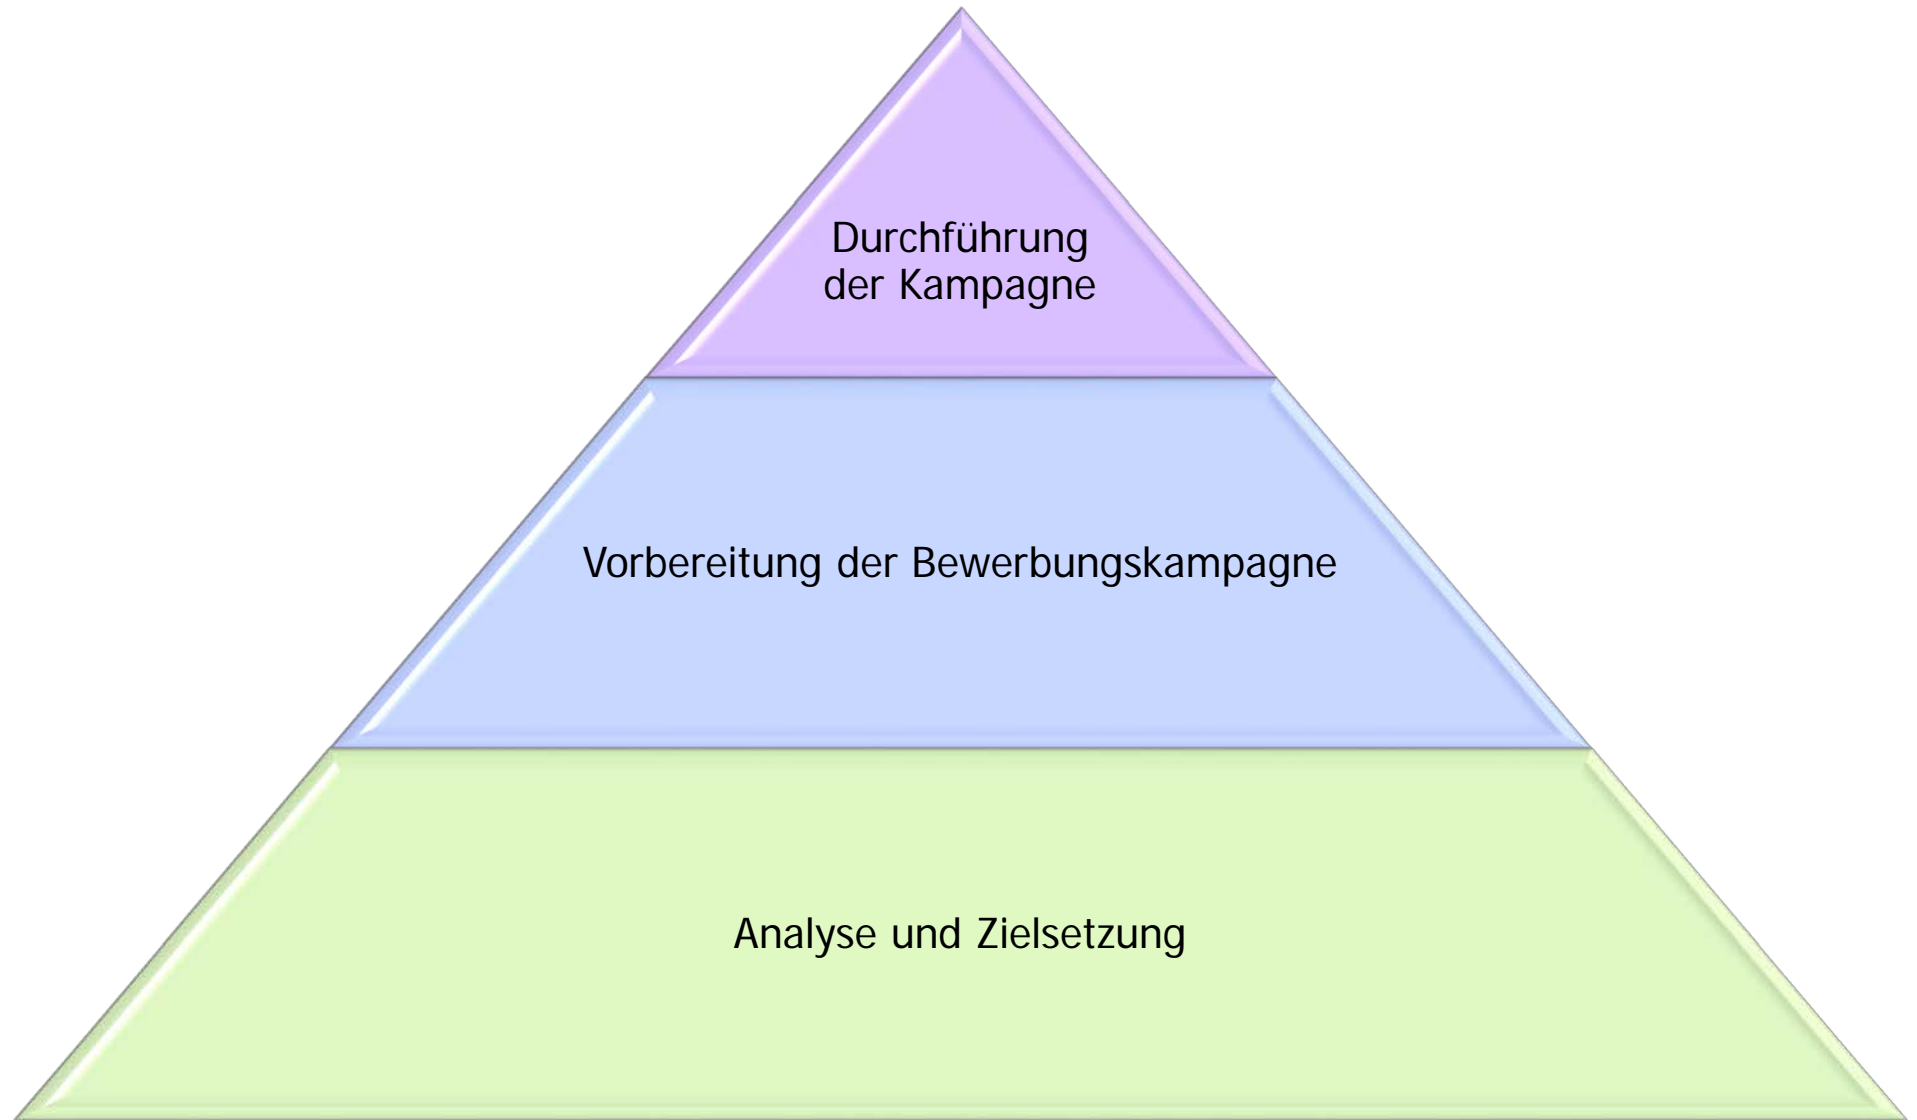 Durchführung
der Kampagne
Vorbereitung der Bewerbungskampagne
Analyse und Zielsetzung